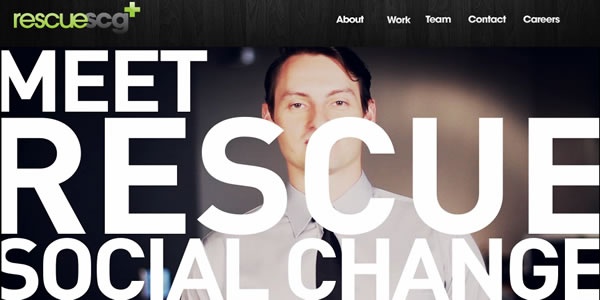 rescuescg+
About Work Team Contact Careers
MEET
RESCUE
SOCIAL CHANGE